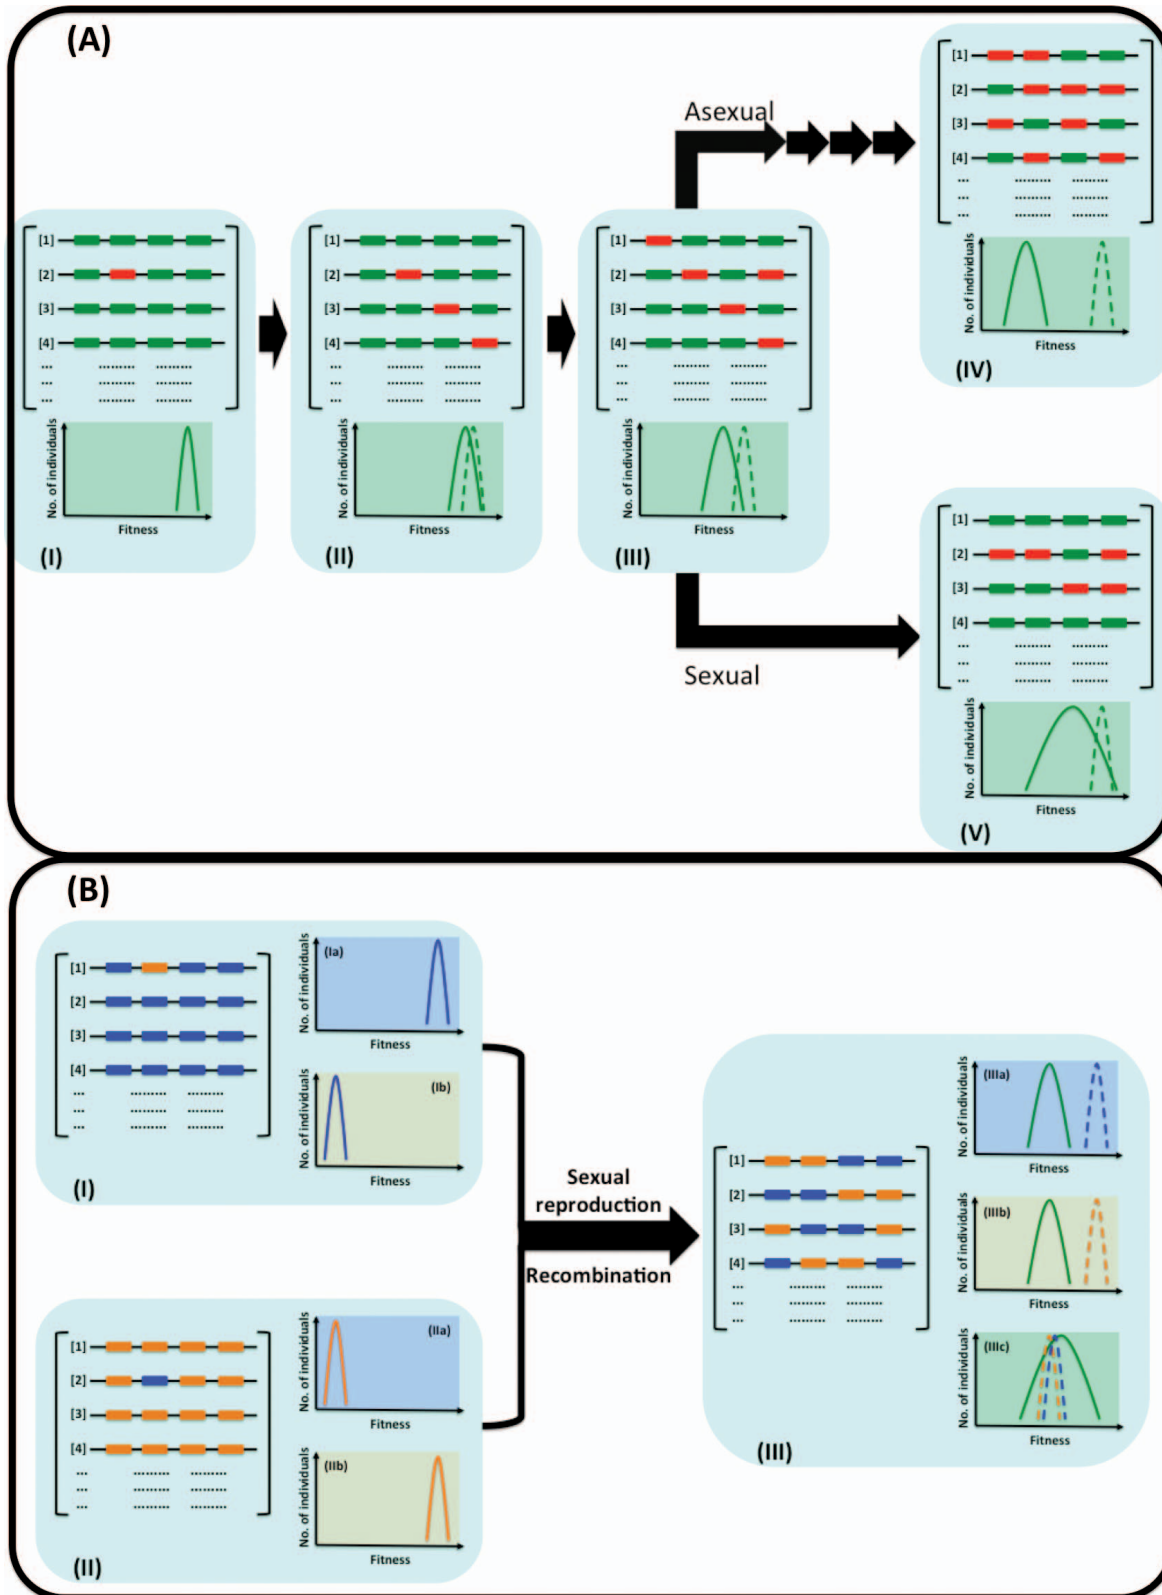 (A)
[1]
[2]
[3]
[4]
... ......... .........
... ......... .........
... ......... .........
No. of individuals
Fitness
(I)
[1]
[2]
[3]
[4]
... ......... .........
... ......... .........
... ......... .........
No. of individuals
Fitness
(II)
[1]
[2]
[3]
[4]
... ......... .........
... ......... .........
... ......... .........
No. of individuals
Fitness
(III)
Asexual
[1]
[2]
[3]
[4]
... ......... .........
... ......... .........
... ......... .........
No. of individuals
Fitness
(IV)
Sexual
[1]
[2]
[3]
[4]
... ......... .........
... ......... .........
... ......... .........
No. of individuals
Fitness
(V)
(B)
[1]
[2]
[3]
[4]
... ......... .........
... ......... .........
... ......... .........
(Ia)
No. of individuals
Fitness
(Ib)
No. of individuals
Fitness
(I)
[1]
[2]
[3]
[4]
... ......... .........
... ......... .........
... ......... .........
(IIa)
No. of individuals
Fitness
(IIb)
No. of individuals
Fitness
(II)
Sexual
reproduction
Recombination
[1]
[2]
[3]
[4]
... ......... .........
... ......... .........
... ......... .........
(IIIa)
No. of individuals
Fitness
(IIIb)
No. of individuals
Fitness
(IIIc)
No. of individuals
Fitness
(III)